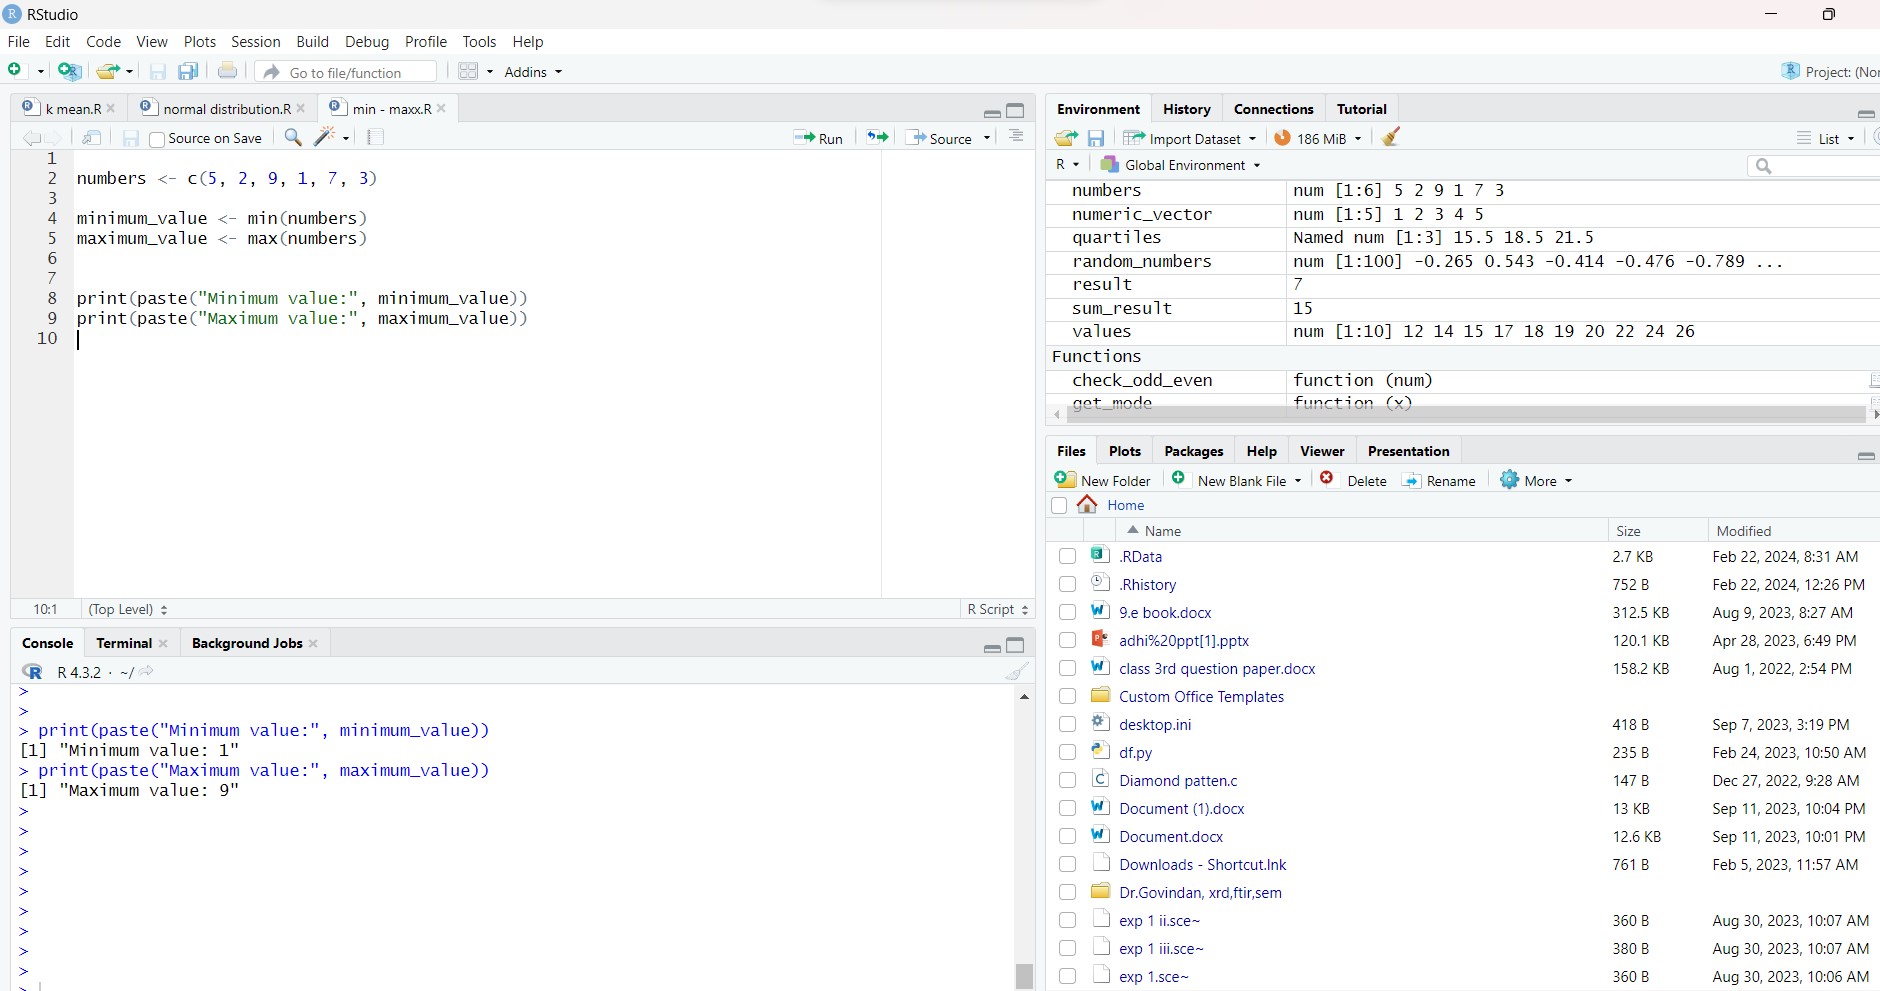 RStudio
File Edit Code View Plots Session Build Debug Profile Tools Help
Go to file/function Addins
k mean.R normal distribution.R min - maxx.R
Source on Save Run Source
1
2 numbers <- c(5, 2, 9, 1, 7, 3)
3
4 minimum_value <- min(numbers)
5 maximum_value <- max(numbers)
6
7
8 print(paste("Minimum value:", minimum_value))
9 print(paste("Maximum value:", maximum_value))
10
10:1 (Top Level) R Script
Console Terminal Background Jobs
R 4.3.2 · ~/
>
>
> print(paste("Minimum value:", minimum_value))
[1] "Minimum value: 1"
> print(paste("Maximum value:", maximum_value))
[1] "Maximum value: 9"
>
>
>
>
>
>
>
>
>
>
Project:
Environment History Connections Tutorial
Import Dataset 186 MiB List
R Global Environment
numbers num [1:6] 5 2 9 1 7 3
numeric_vector num [1:5] 1 2 3 4 5
quartiles Named num [1:3] 15.5 18.5 21.5
random_numbers num [1:100] -0.265 0.543 -0.414 -0.476 -0.789 ...
result 7
sum_result 15
values num [1:10] 12 14 15 17 18 19 20 22 24 26
Functions
check_odd_even function (num)
get_mode function (x)
Files Plots Packages Help Viewer Presentation
New Folder New Blank File Delete Rename More
Home
Name Size Modified
.RData 2.7 KB Feb 22, 2024, 8:31 AM
.Rhistory 752 B Feb 22, 2024, 12:26 PM
9.e book.docx 312.5 KB Aug 9, 2023, 8:27 AM
adhi%20ppt[1].pptx 120.1 KB Apr 28, 2023, 6:49 PM
class 3rd question paper.docx 158.2 KB Aug 1, 2022, 2:54 PM
Custom Office Templates
desktop.ini 418 B Sep 7, 2023, 3:19 PM
df.py 235 B Feb 24, 2023, 10:50 AM
Diamond patten.c 147 B Dec 27, 2022, 9:28 AM
Document (1).docx 13 KB Sep 11, 2023, 10:04 PM
Document.docx 12.6 KB Sep 11, 2023, 10:01 PM
Downloads - Shortcut.lnk 761 B Feb 5, 2023, 11:57 AM
Dr.Govindan, xrd,ftir,sem
exp 1 ii.sce~ 360 B Aug 30, 2023, 10:07 AM
exp 1 iii.sce~ 380 B Aug 30, 2023, 10:07 AM
exp 1.sce~ 360 B Aug 30, 2023, 10:06 AM